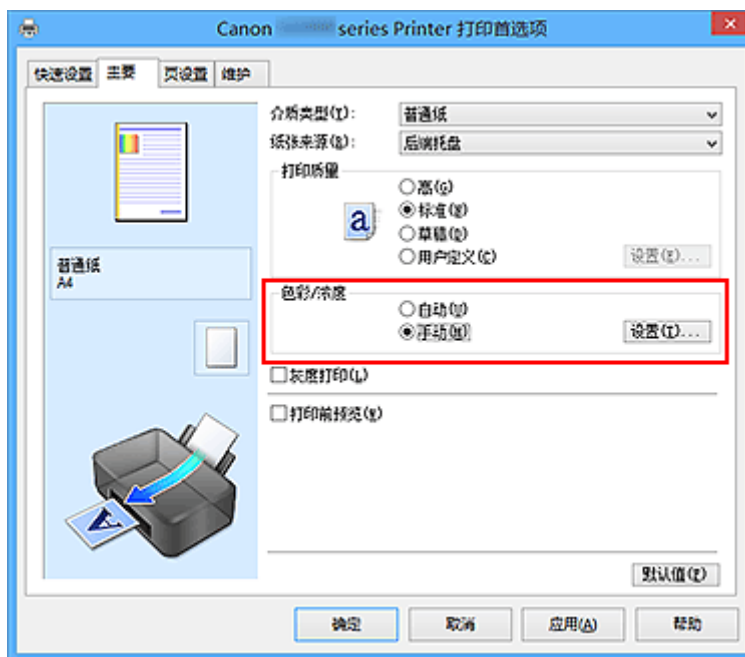 Canon series Printer 打印首选项
快速设置 主要 页设置 维护
介质类型(T): 普通纸
纸张来源(R): 后端托盘
打印质量
高(G)
a
标准(N)
草稿(D)
用户定义(C) 设置(E)...
普通纸
A4
色彩/浓度
自动(U)
手动(M) 设置(I)...
灰度打印(L)
打印前预览(V)
A
默认值(F)
确定 取消 应用(A) 帮助